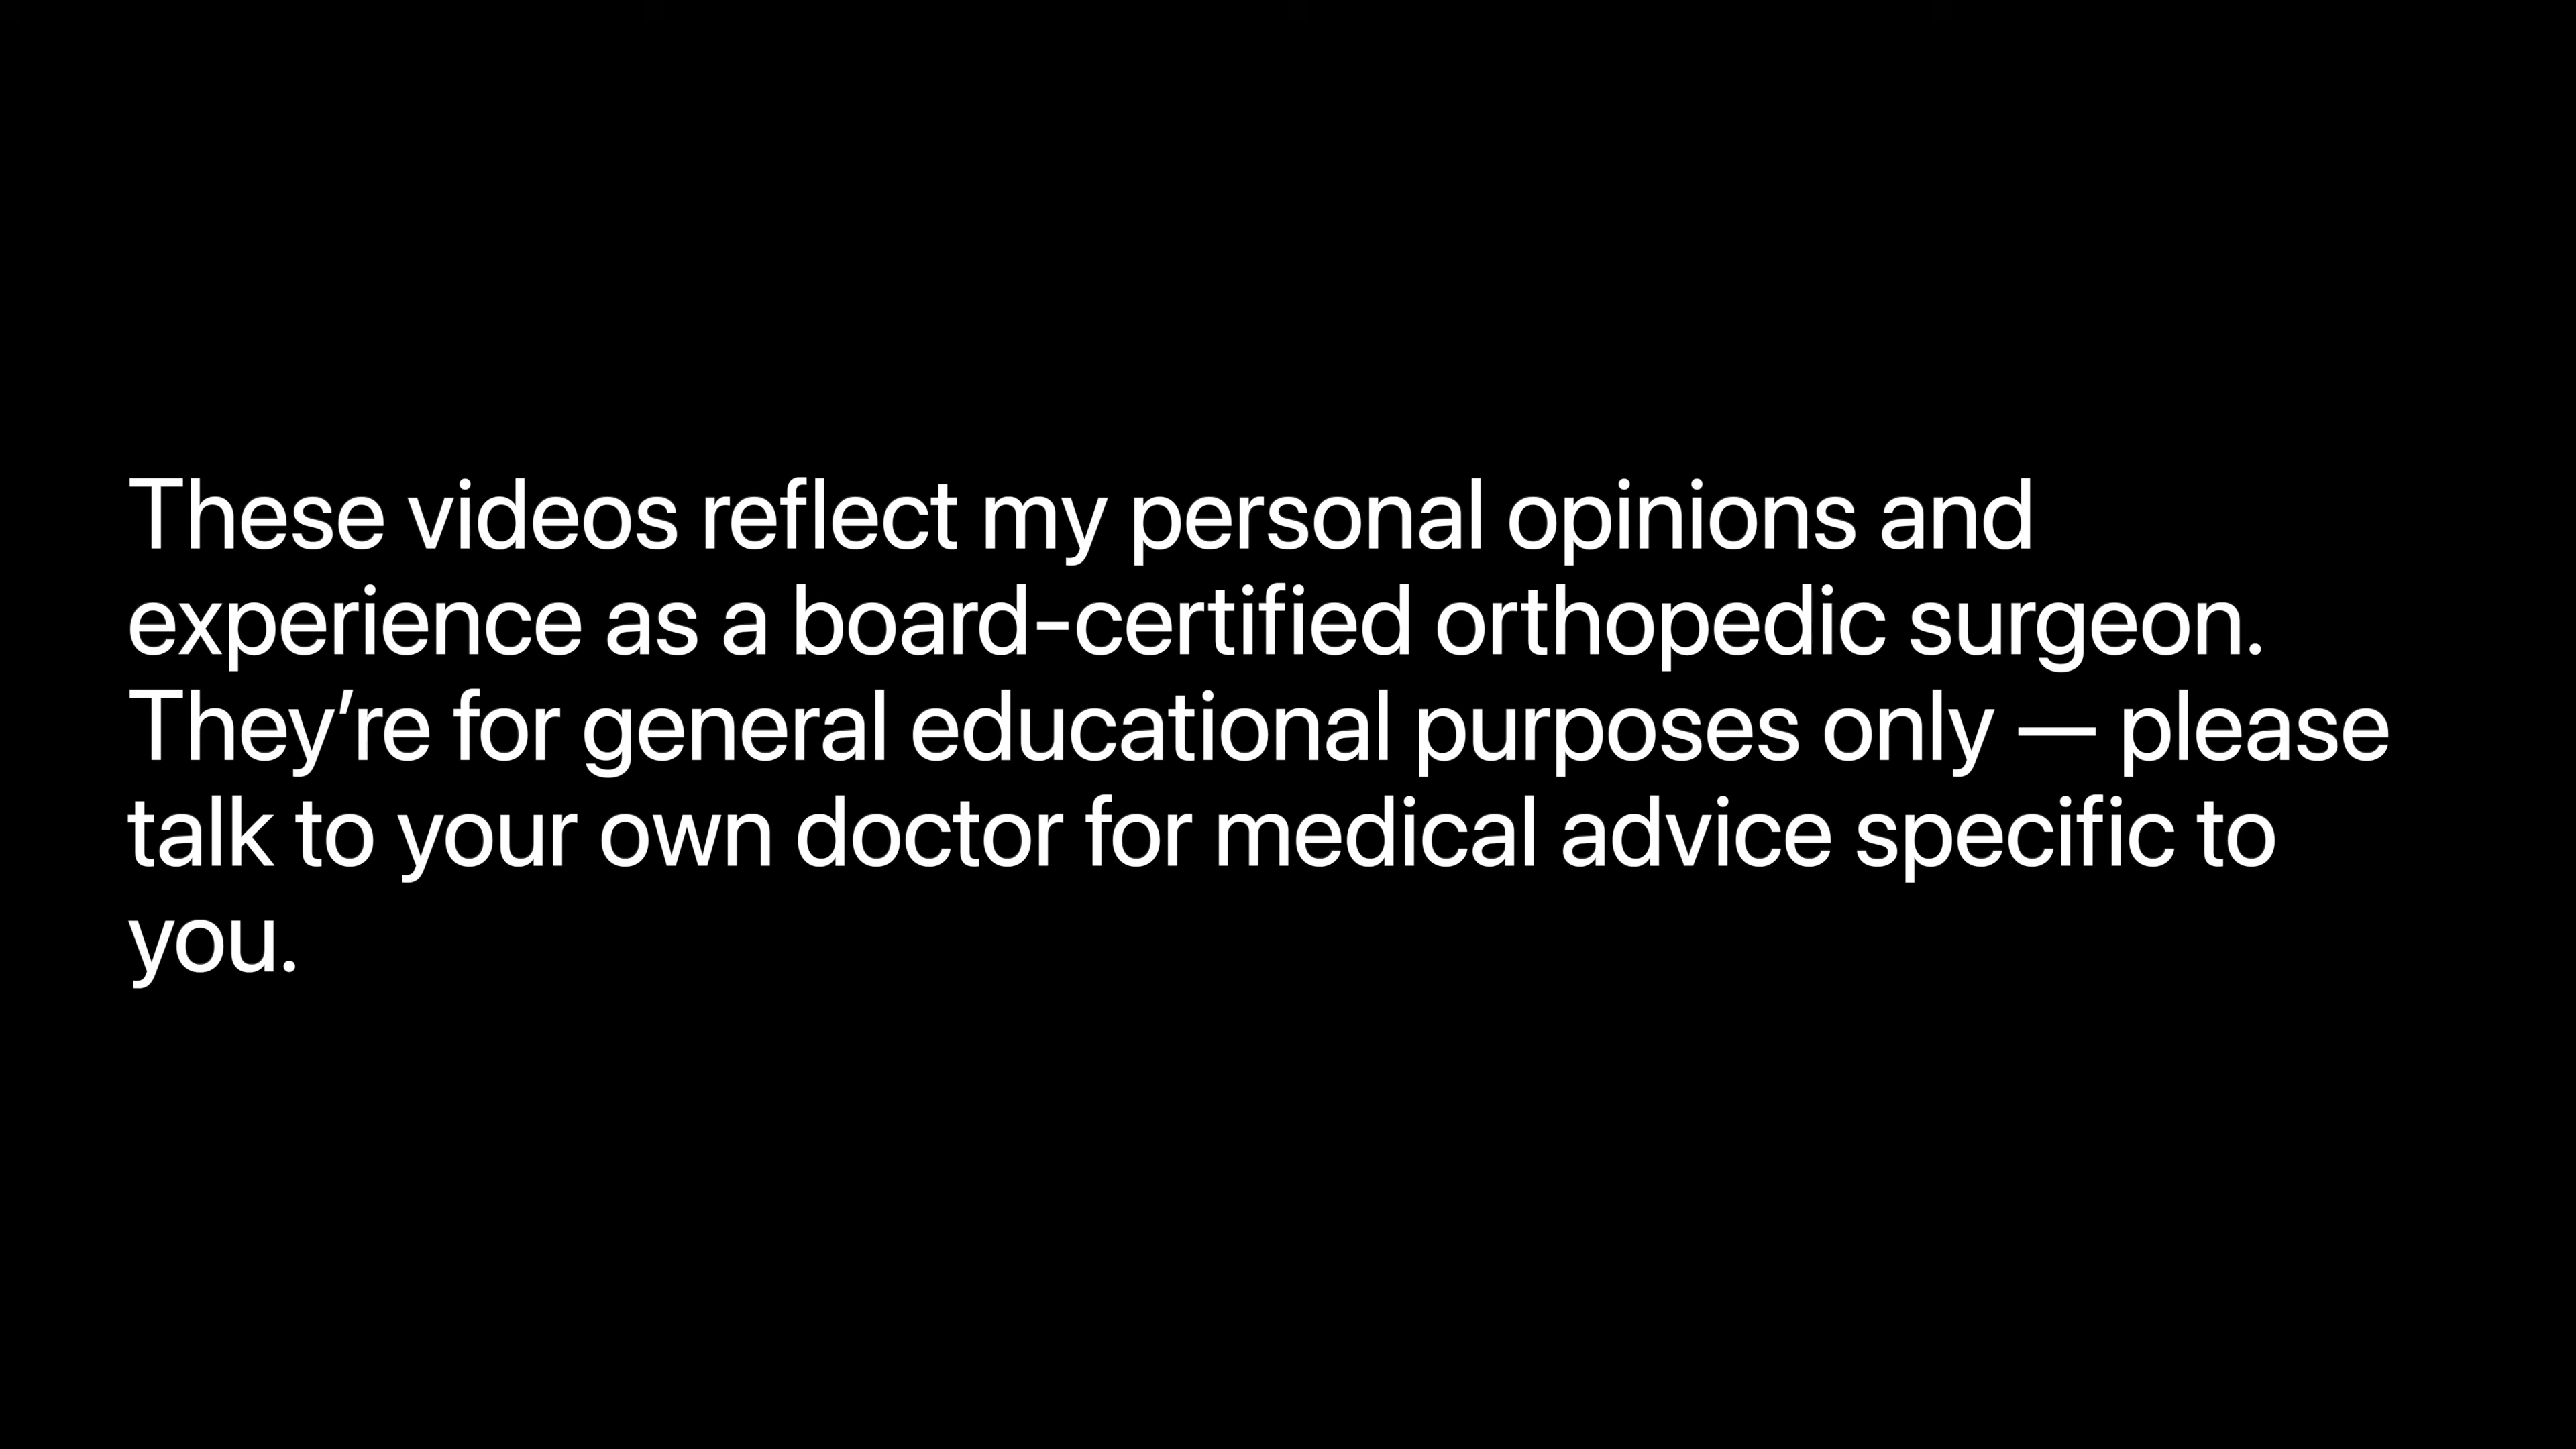 These videos reflect my personal opinions and
experience as a board-certified orthopedic surgeon.
They’re for general educational purposes only — please
talk to your own doctor for medical advice specific to
you.